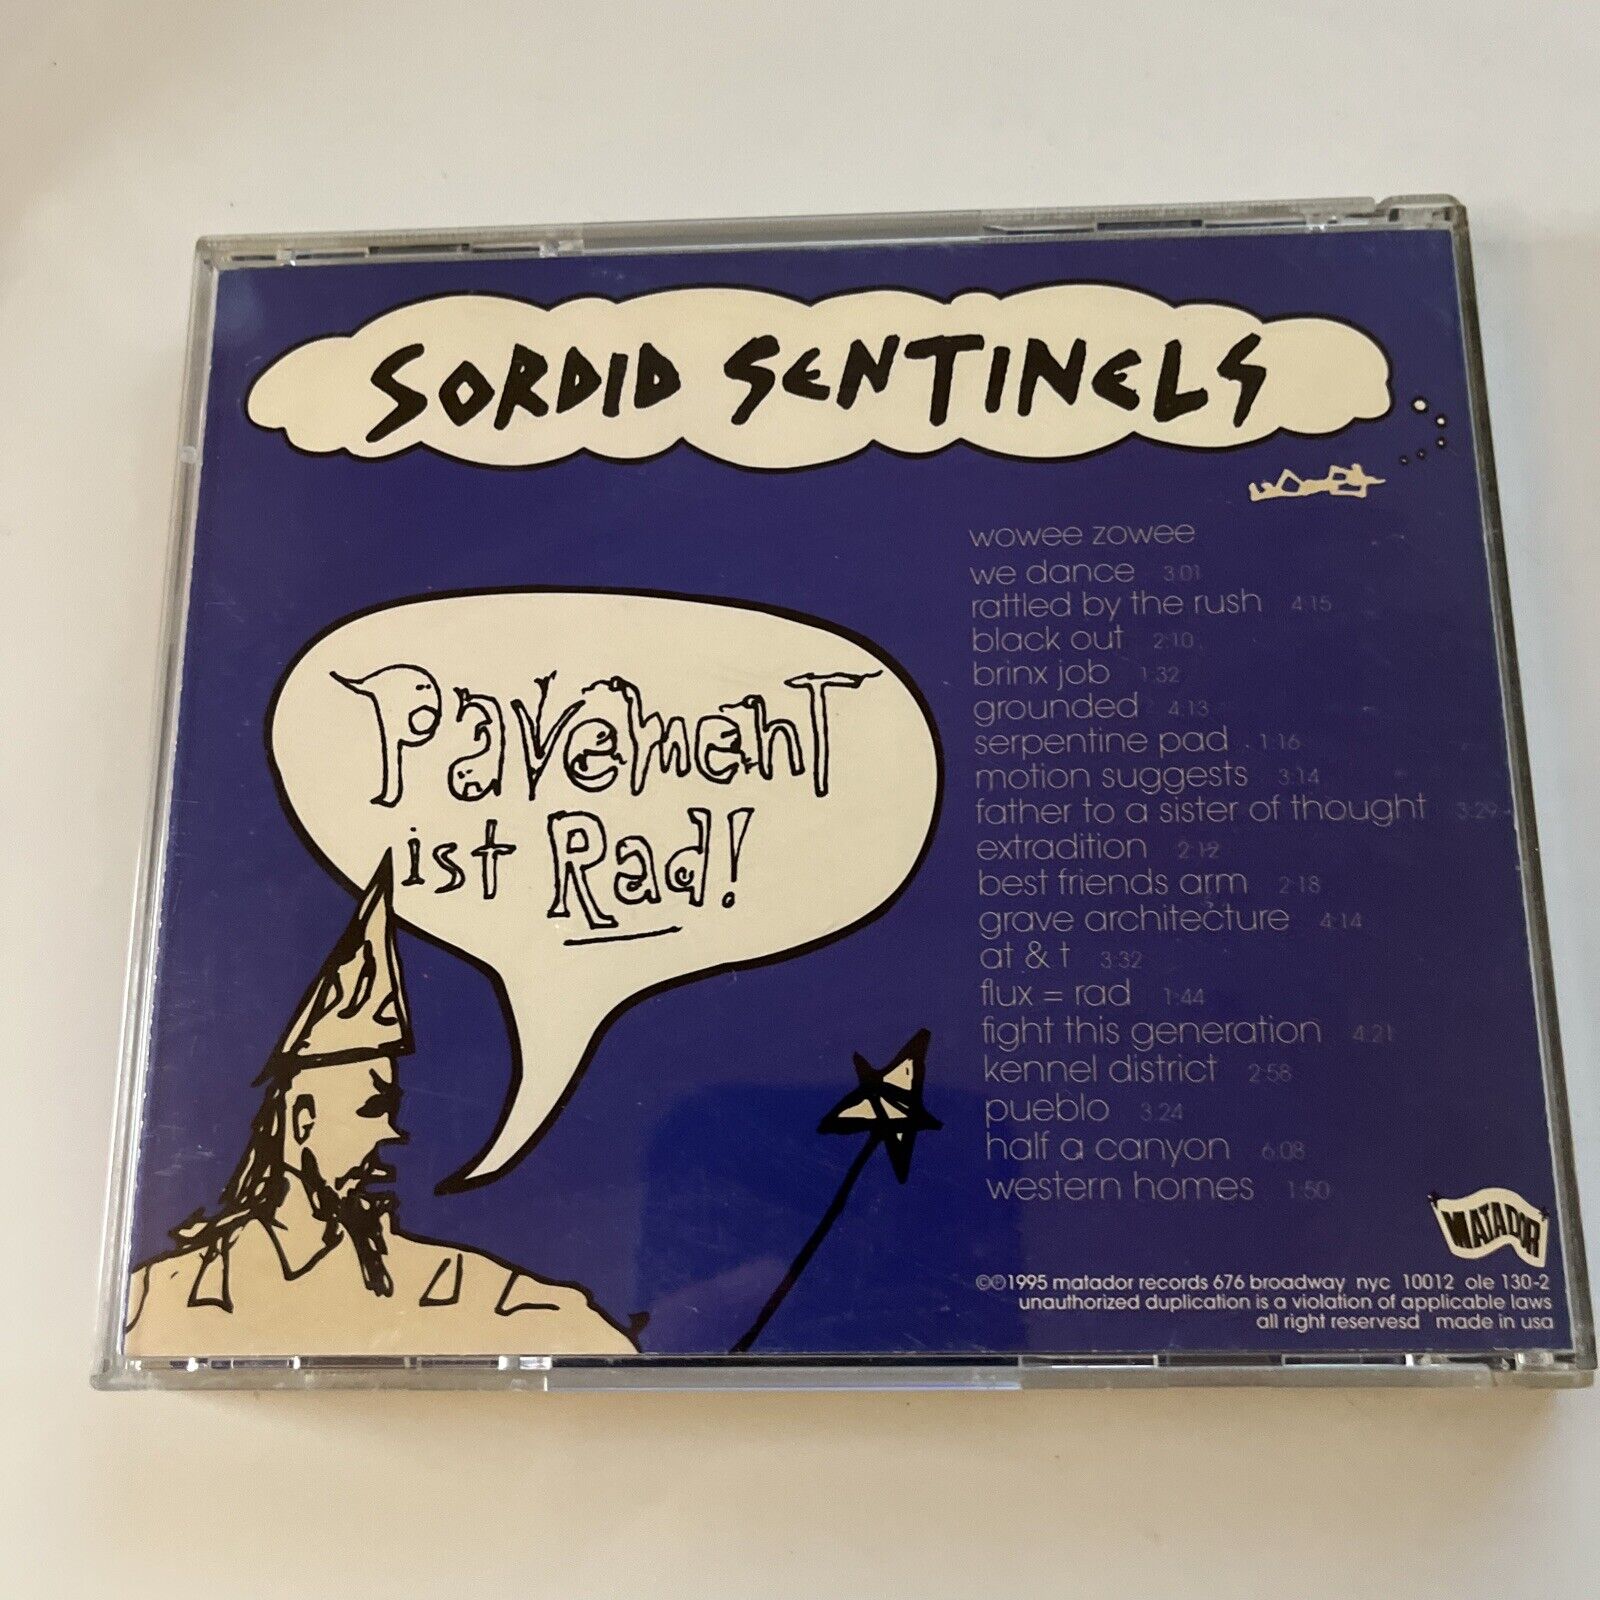 SORDID SENTINELS
Pavement
ist Rad!
wowee zowee
we dance 3:01
rattled by the rush 4:15
black out 2:10
brinx job 1:32
grounded 4:13
serpentine pad 1:16
motion suggests 3:14
father to a sister of thought 3:29
extradition 2:12
best friends arm 2:18
grave architecture 4:14
at & t 3:32
flux = rad 1:44
fight this generation 4:21
kennel district 2:58
pueblo 3:24
half a canyon 6:08
western homes 1:50
MATADOR
©℗1995 matador records 676 broadway nyc 10012 ole 130-2
unauthorized duplication is a violation of applicable laws
all right reservesd made in usa